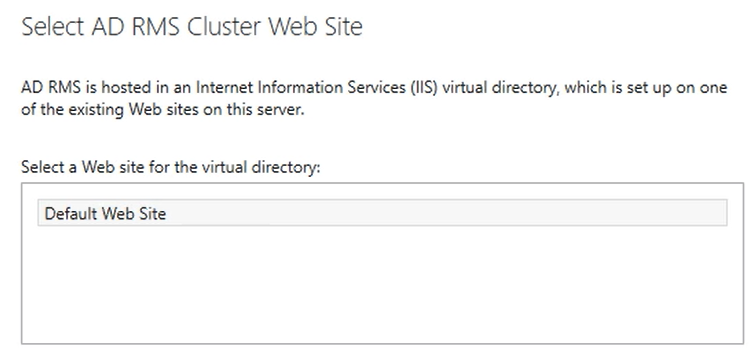 Select AD RMS Cluster Web Site
AD RMS is hosted in an Internet Information Services (IIS) virtual directory, which is set up on one
of the existing Web sites on this server.
Select a Web site for the virtual directory:
Default Web Site